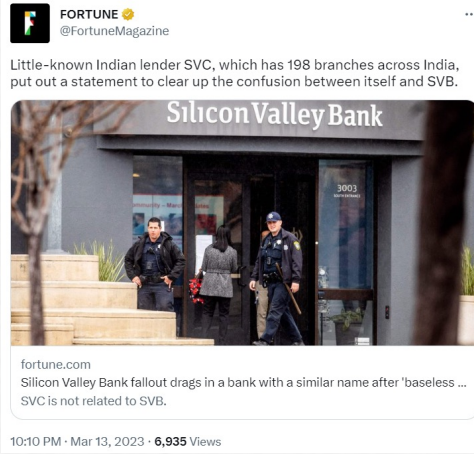 FORTUNE
@FortuneMagazine
Little-known Indian lender SVC, which has 198 branches across India,
put out a statement to clear up the confusion between itself and SVB.
Silicon Valley Bank
3003
SOUTH ENTRANCE
fortune.com
Silicon Valley Bank fallout drags in a bank with a similar name after 'baseless ...
SVC is not related to SVB.
10:10 PM · Mar 13, 2023 · 6,935 Views